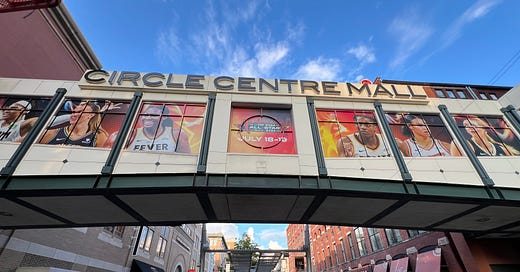 CIRCLE CENTRE MALL
ALL★STAR
JULY 18-19
FEVER